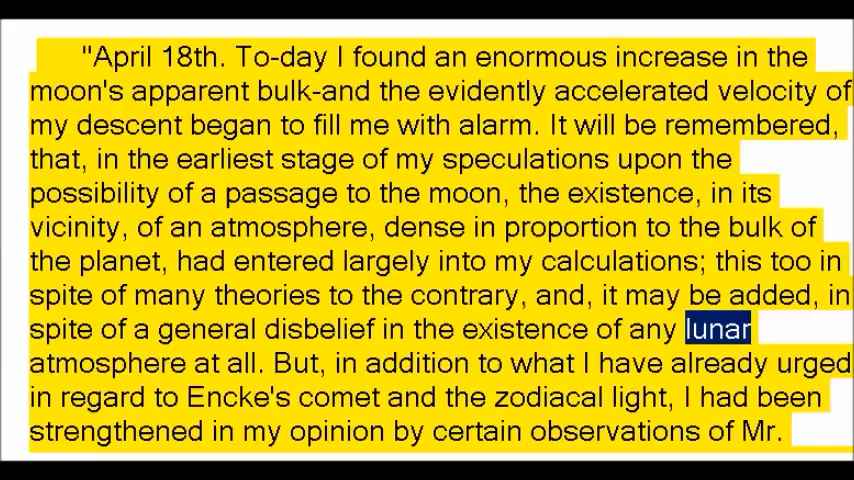 "April 18th. To-day I found an enormous increase in the
moon's apparent bulk-and the evidently accelerated velocity of
my descent began to fill me with alarm. It will be remembered,
that, in the earliest stage of my speculations upon the
possibility of a passage to the moon, the existence, in its
vicinity, of an atmosphere, dense in proportion to the bulk of
the planet, had entered largely into my calculations; this too in
spite of many theories to the contrary, and, it may be added, in
spite of a general disbelief in the existence of any lunar
atmosphere at all. But, in addition to what I have already urged
in regard to Encke's comet and the zodiacal light, I had been
strengthened in my opinion by certain observations of Mr.